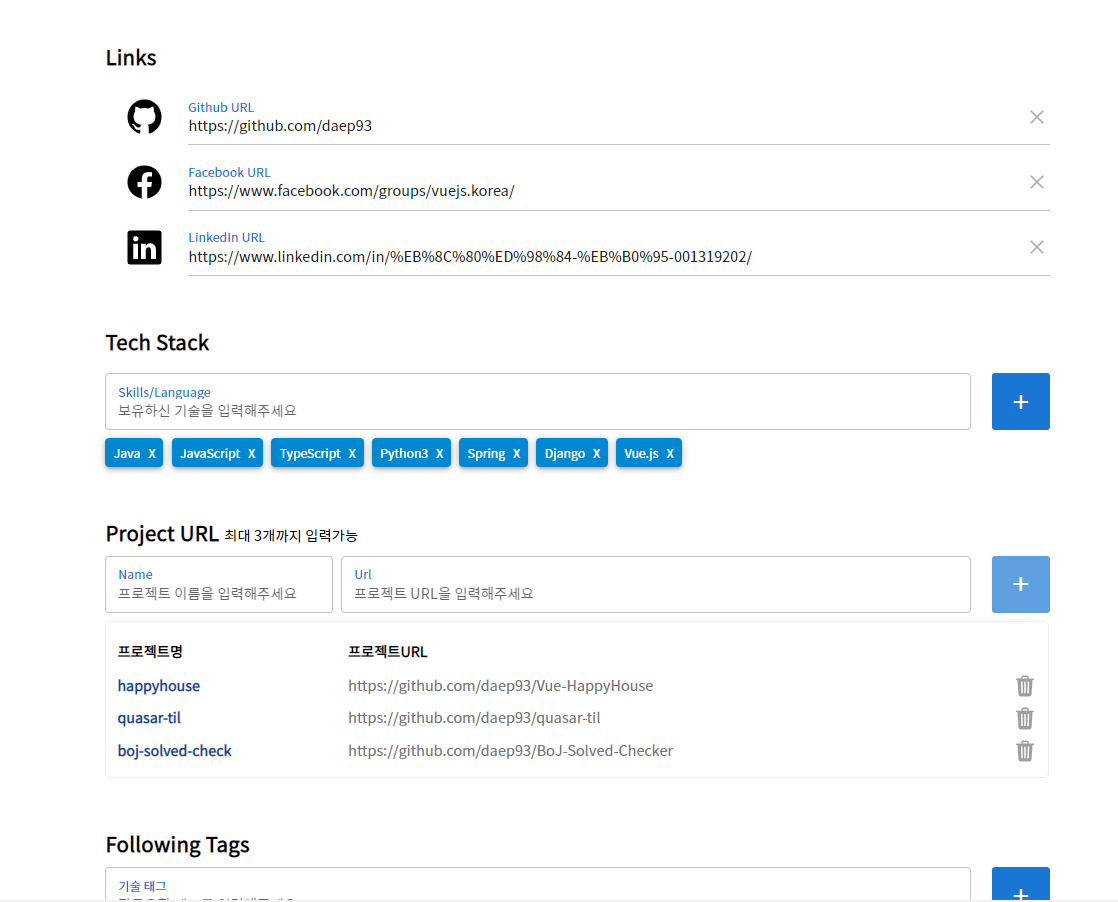 Links
Github URL
https://github.com/daep93
Facebook URL
https://www.facebook.com/groups/vuejs.korea/
LinkedIn URL
https://www.linkedin.com/in/%EB%8C%80%ED%98%84-%EB%B0%95-001319202/
Tech Stack
Skills/Language
보유하신 기술을 입력해주세요
+
Java X JavaScript X TypeScript X Python3 X Spring X Django X Vue.js X
Project URL 최대 3개까지 입력가능
Name Url
프로젝트 이름을 입력해주세요 프로젝트 URL을 입력해주세요
+
프로젝트명 프로젝트URL
happyhouse https://github.com/daep93/Vue-HappyHouse
quasar-til https://github.com/daep93/quasar-til
boj-solved-check https://github.com/daep93/BoJ-Solved-Checker
Following Tags
기술 태그
+